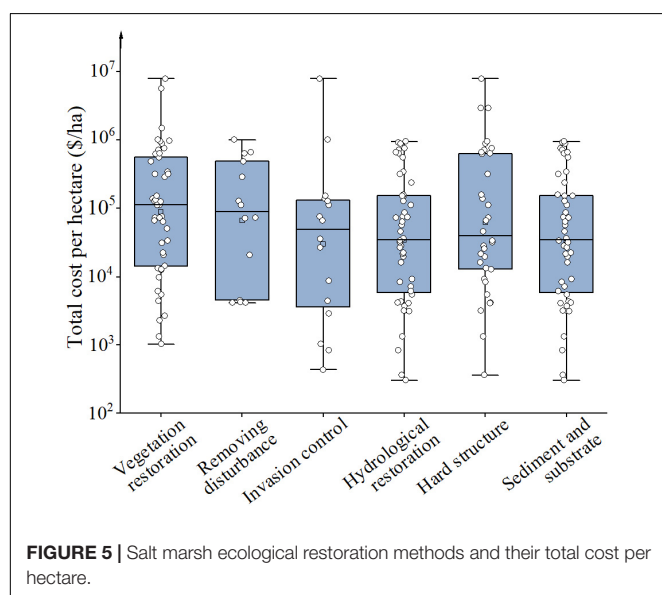 Total cost per hectare ($/ha)
10⁷
10⁶
10⁵
10⁴
10³
10²
Vegetation
restoration
Removing
disturbance
Invasion control
Hydrological
restoration
Hard structure
Sediment and
substrate
FIGURE 5 | Salt marsh ecological restoration methods and their total cost per
hectare.